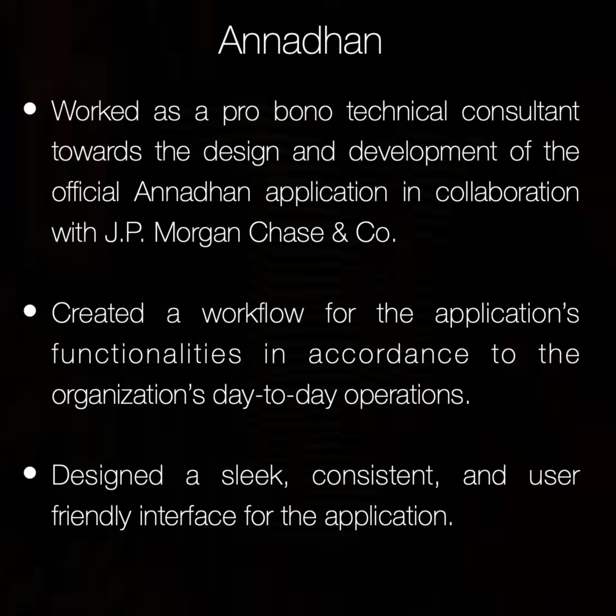 Annadhan
• Worked as a pro bono technical consultant
towards the design and development of the
official Annadhan application in collaboration
with J.P. Morgan Chase & Co.
• Created a workflow for the application's
functionalities in accordance to the
organization's day-to-day operations.
• Designed a sleek, consistent, and user
friendly interface for the application.